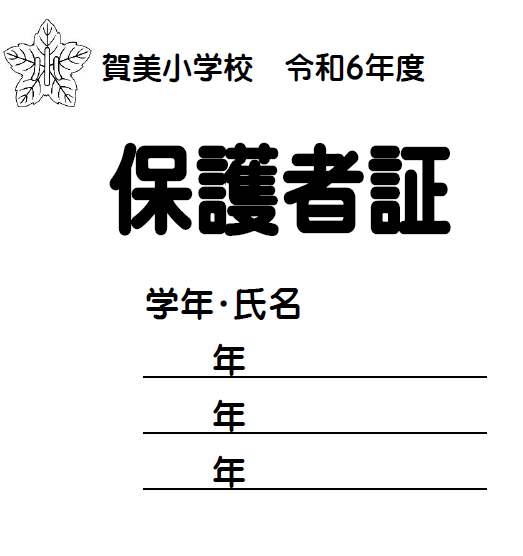 賀美小学校　令和6年度
保護者証
学年・氏名
年
年
年